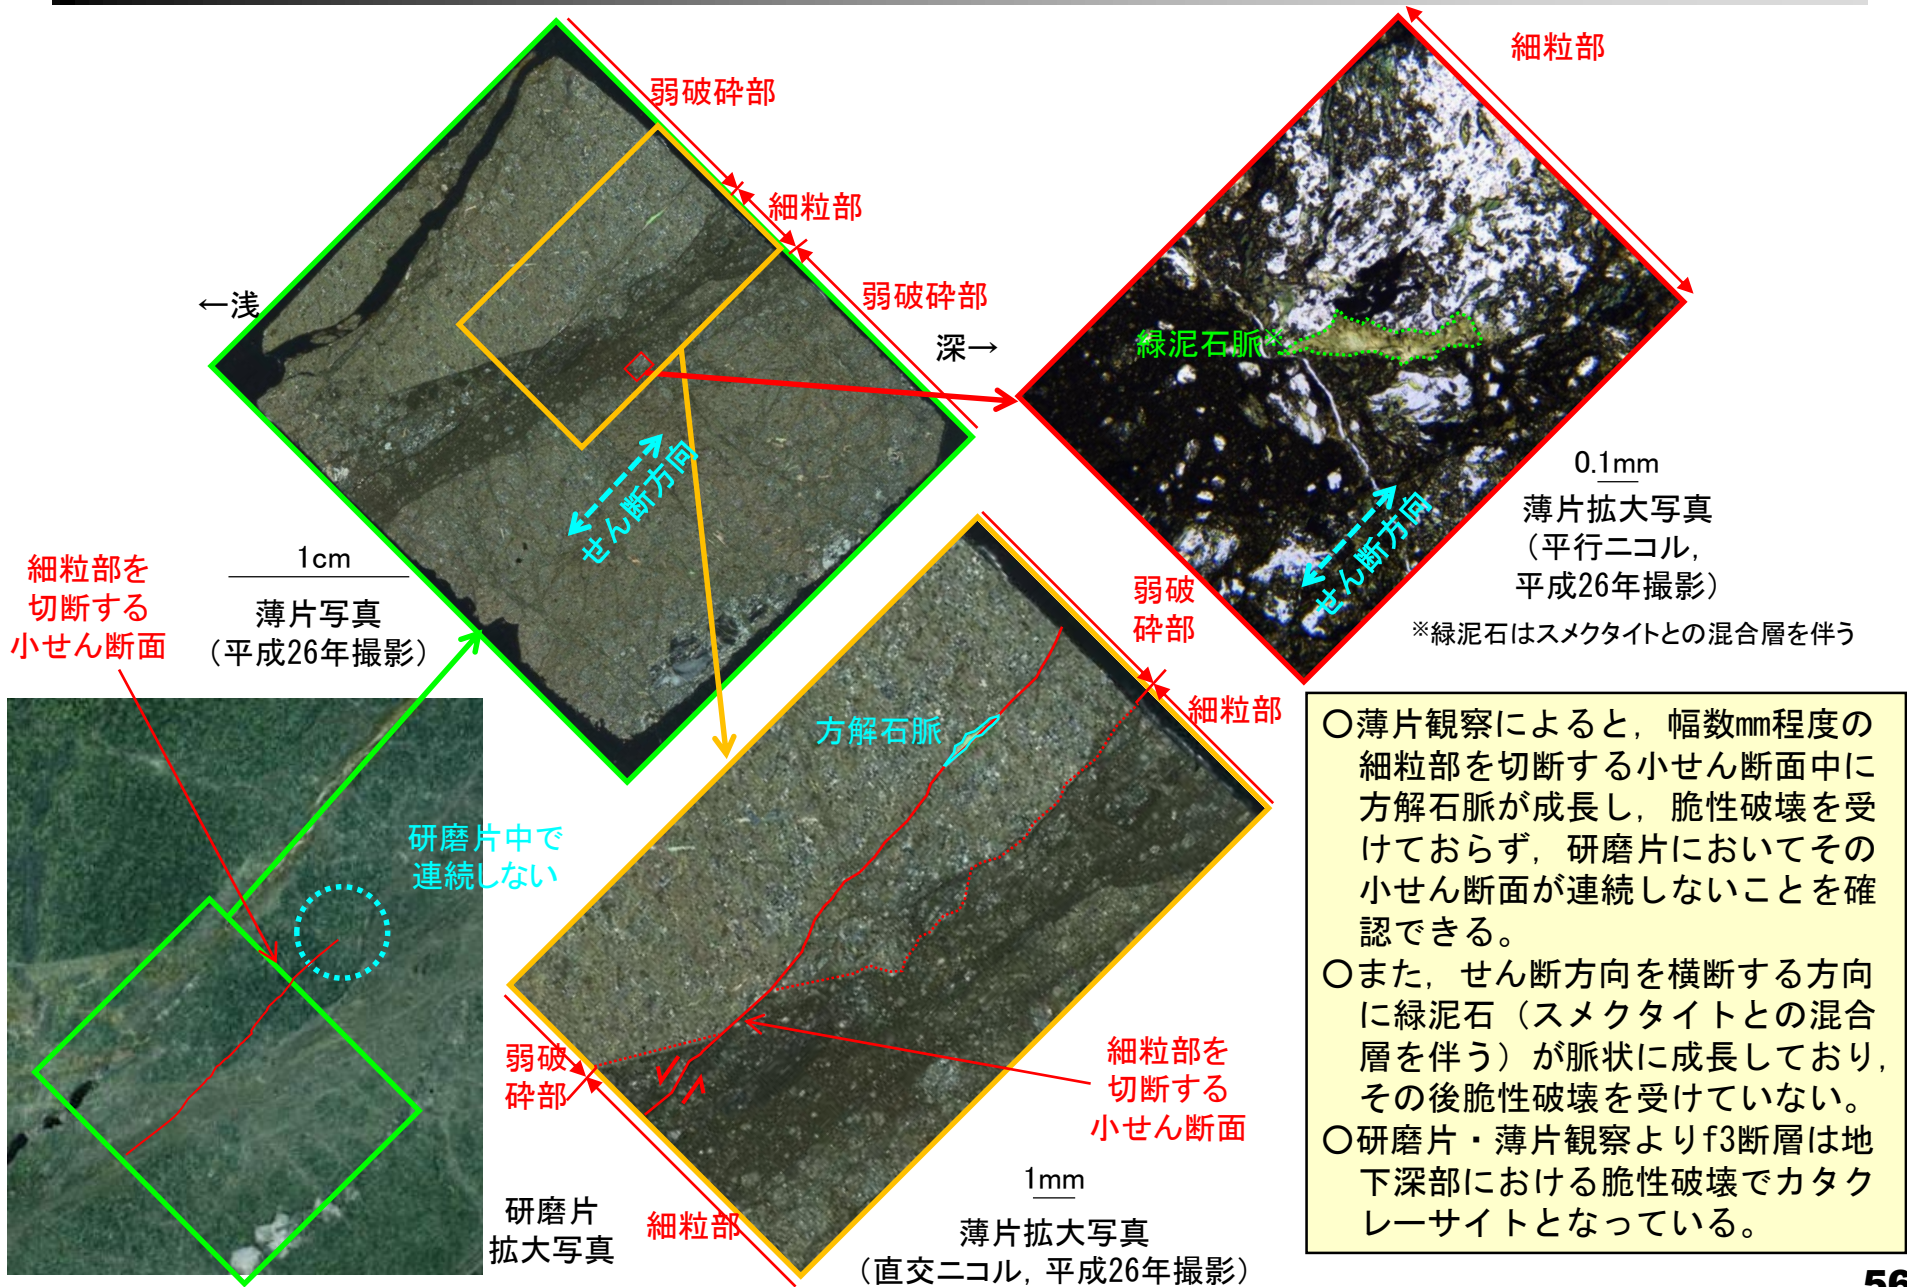 弱破砕部
細粒部
弱破砕部
←浅
深→
せん断方向
1cm
薄片写真
（平成26年撮影）
細粒部
緑泥石脈※
せん断方向
0.1mm
薄片拡大写真
（平行ニコル，
平成26年撮影）
※緑泥石はスメクタイトとの混合層を伴う
細粒部を
切断する
小せん断面
研磨片中で
連続しない
研磨片
拡大写真
弱破
砕部
細粒部
方解石脈
弱破
砕部
細粒部
細粒部を
切断する
小せん断面
1mm
薄片拡大写真
（直交ニコル，平成26年撮影）
〇薄片観察によると，幅数mm程度の
細粒部を切断する小せん断面中に
方解石脈が成長し，脆性破壊を受
けておらず，研磨片においてその
小せん断面が連続しないことを確
認できる。
〇また，せん断方向を横断する方向
に緑泥石（スメクタイトとの混合
層を伴う）が脈状に成長しており，
その後脆性破壊を受けていない。
〇研磨片・薄片観察よりf3断層は地
下深部における脆性破壊でカタク
レーサイトとなっている。
56